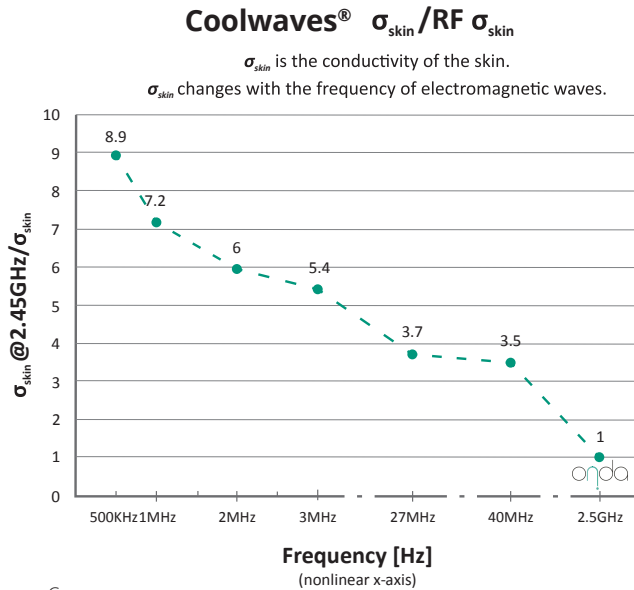 Coolwaves® σskin/RF σskin
σskin is the conductivity of the skin.
σskin changes with the frequency of electromagnetic waves.
σskin @2.45GHz/σskin
10
9
8
7
6
5
4
3
2
1
0
8.9
7.2
6
5.4
3.7
3.5
1
onda
500KHz 1MHz 2MHz 3MHz 27MHz 40MHz 2.5GHz
Frequency [Hz]
(nonlinear x-axis)